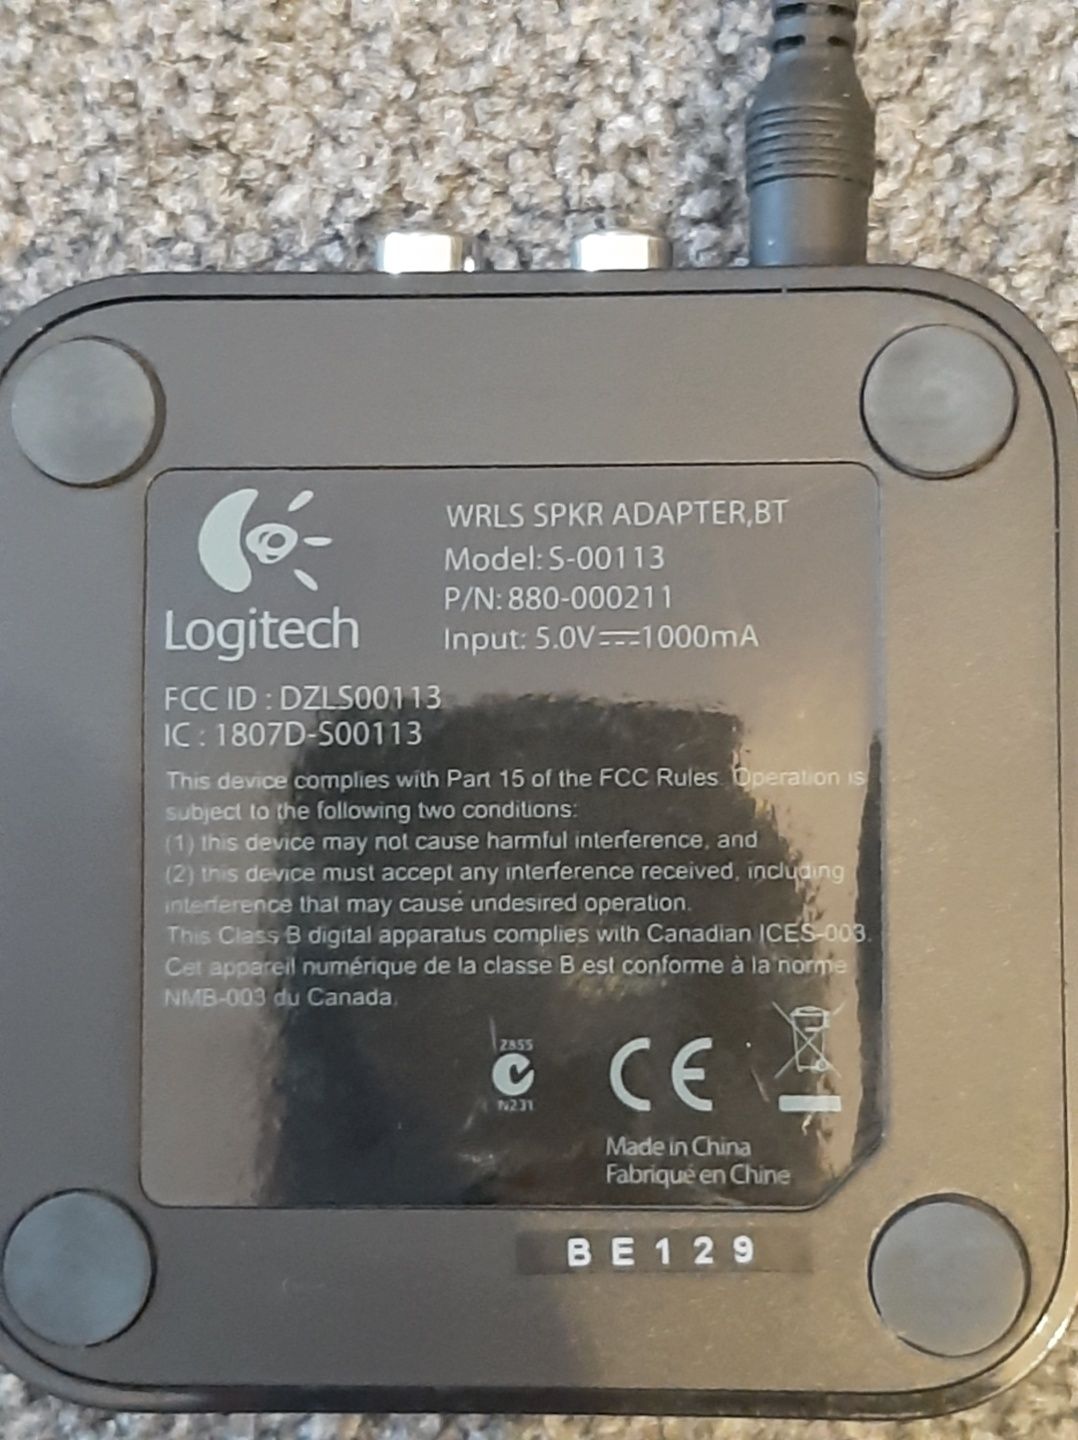 WRLS SPKR ADAPTER,BT
Model: S-00113
P/N: 880-000211
Input: 5.0V⎓1000mA
Logitech
FCC ID : DZLS00113
IC : 1807D-S00113
This device complies with Part 15 of the FCC Rules. Operation is
subject to the following two conditions:
(1) this device may not cause harmful interference, and
(2) this device must accept any interference received, including
interference that may cause undesired operation.
This Class B digital apparatus complies with Canadian ICES-003.
Cet appareil numérique de la classe B est conforme à la norme
NMB-003 du Canada.
2855
N231
CE
Made in China
Fabriqué en Chine
BE129